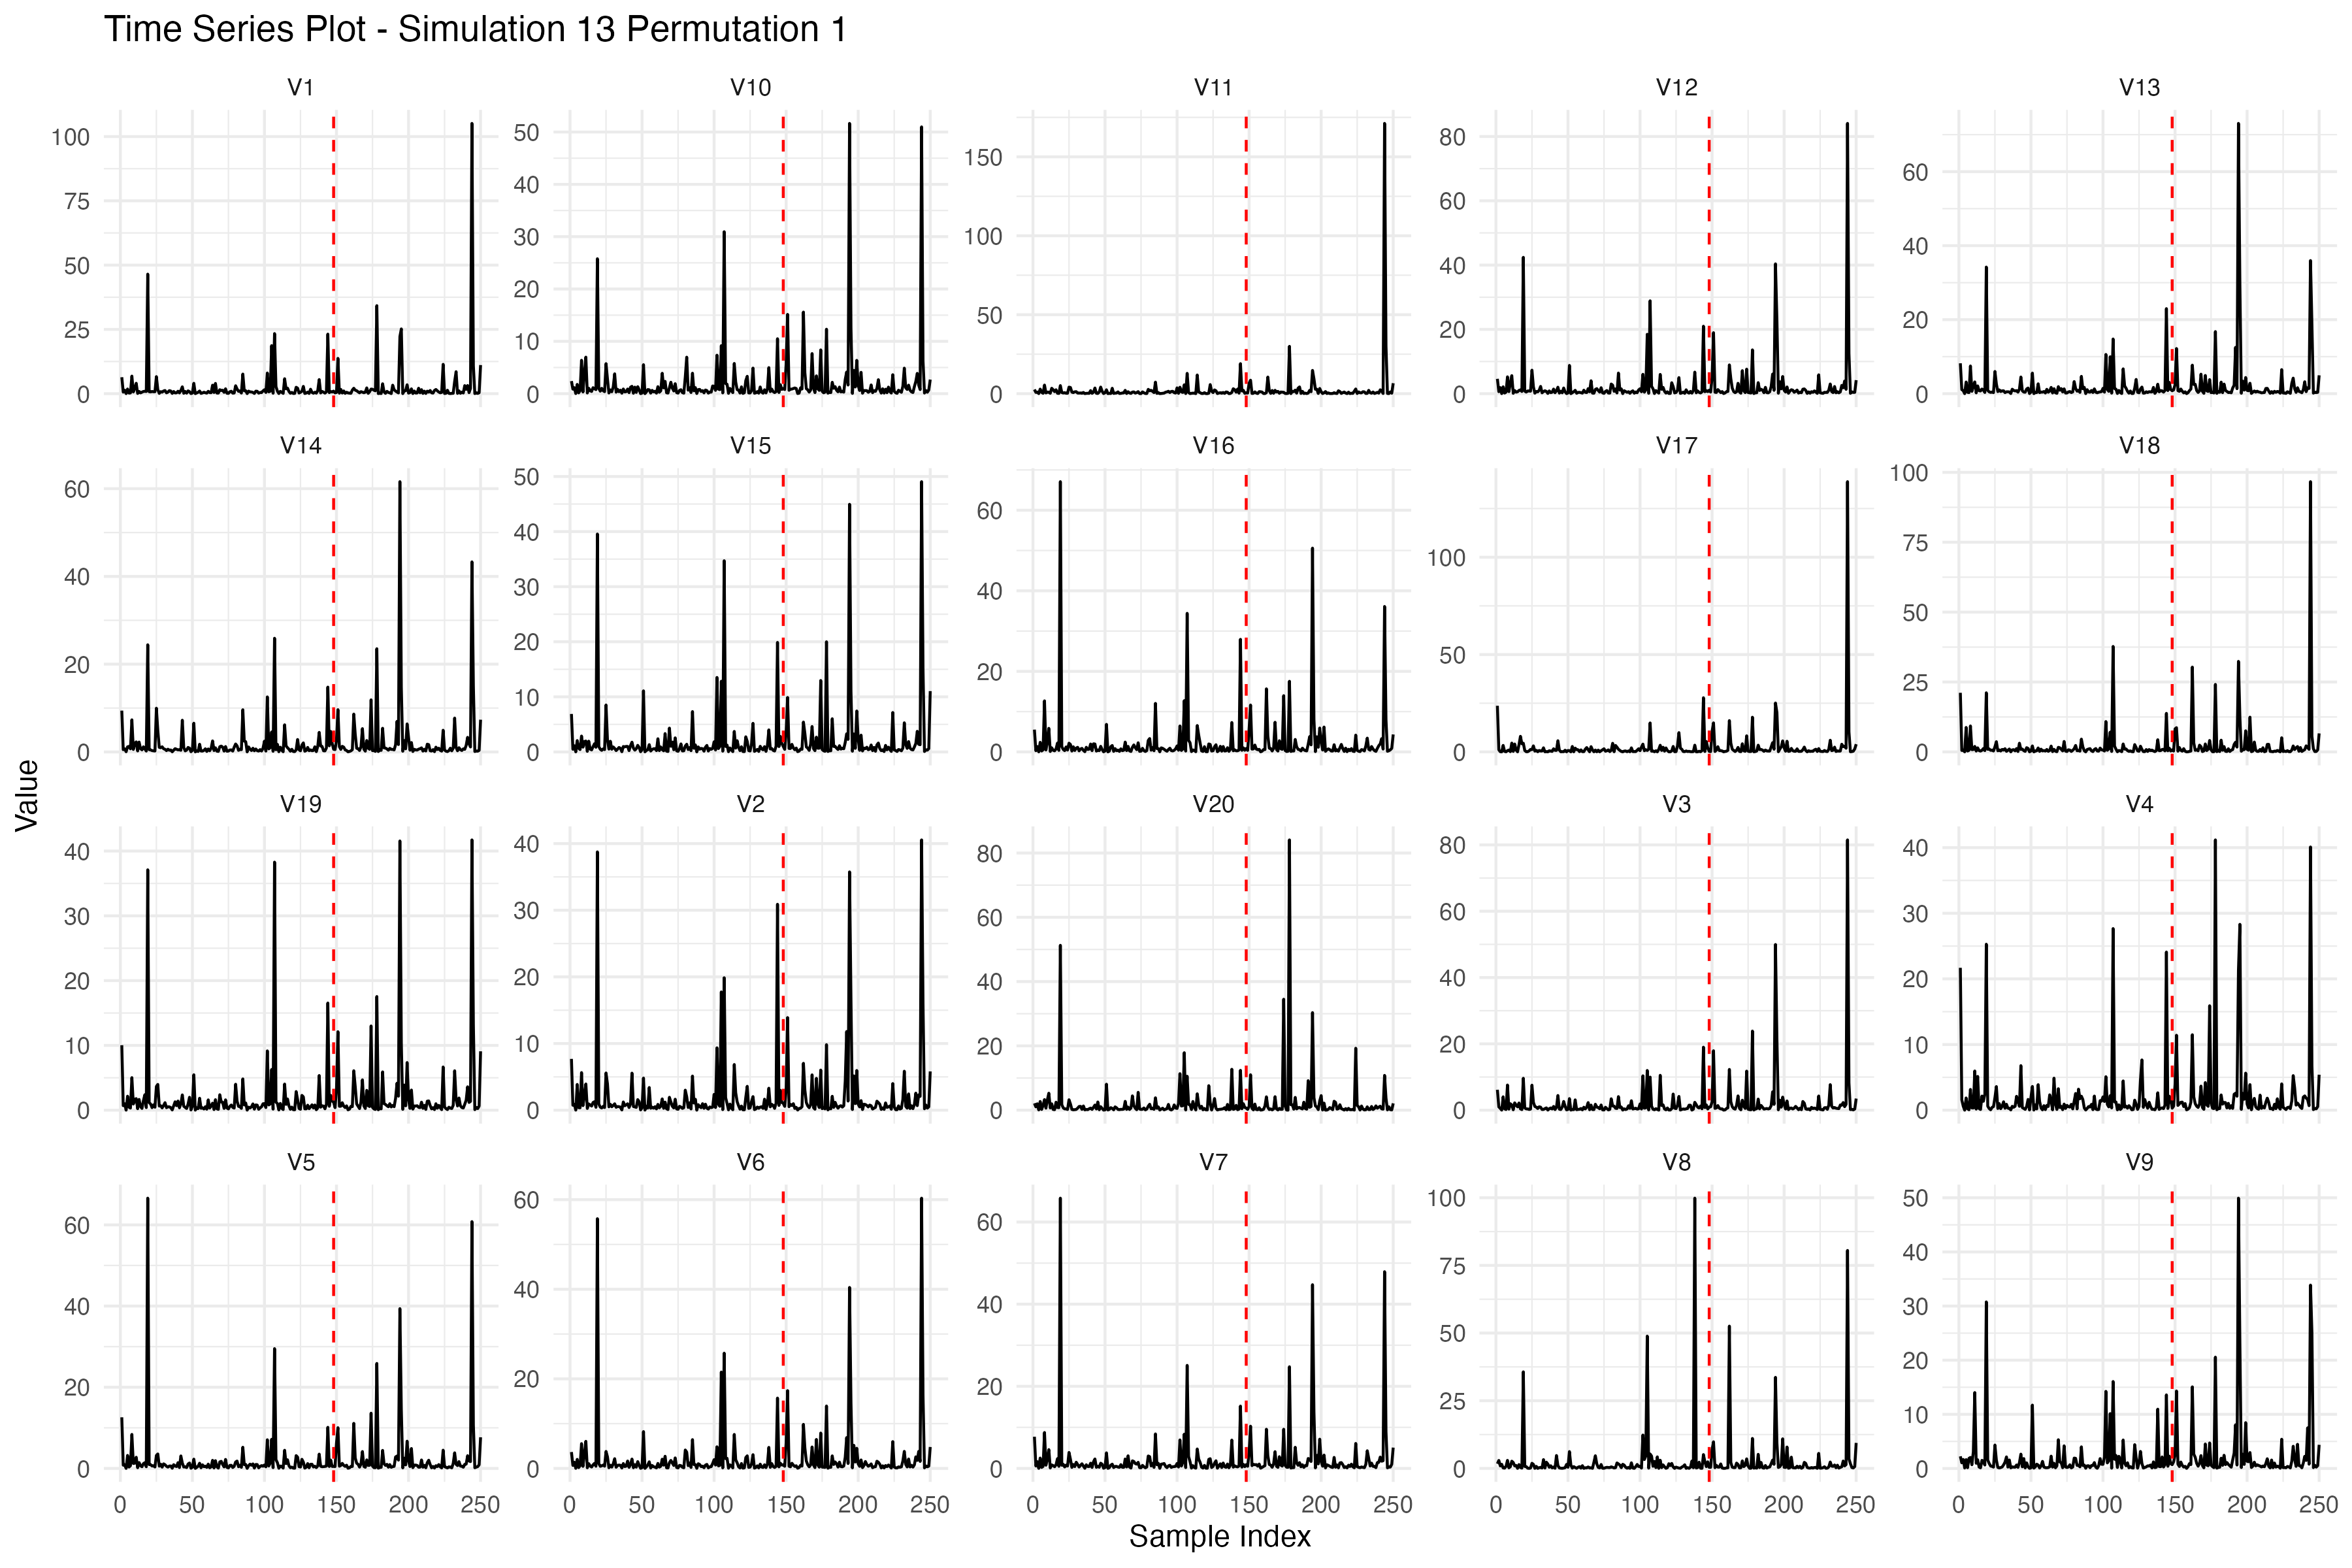 Time Series Plot - Simulation 13 Permutation 1
V1 V10 V11 V12 V13
100 75 50 25 0
50 40 30 20 10 0
150 100 50 0
80 60 40 20 0
60 40 20 0
V14 V15 V16 V17 V18
60 40 20 0
50 40 30 20 10 0
60 40 20 0
100 50 0
100 75 50 25 0
Value
V19 V2 V20 V3 V4
40 30 20 10 0
40 30 20 10 0
80 60 40 20 0
80 60 40 20 0
40 30 20 10 0
V5 V6 V7 V8 V9
60 40 20 0
60 40 20 0
60 40 20 0
100 75 50 25 0
50 40 30 20 10 0
0 50 100 150 200 250 0 50 100 150 200 250 0 50 100 150 200 250 0 50 100 150 200 250 0 50 100 150 200 250
Sample Index